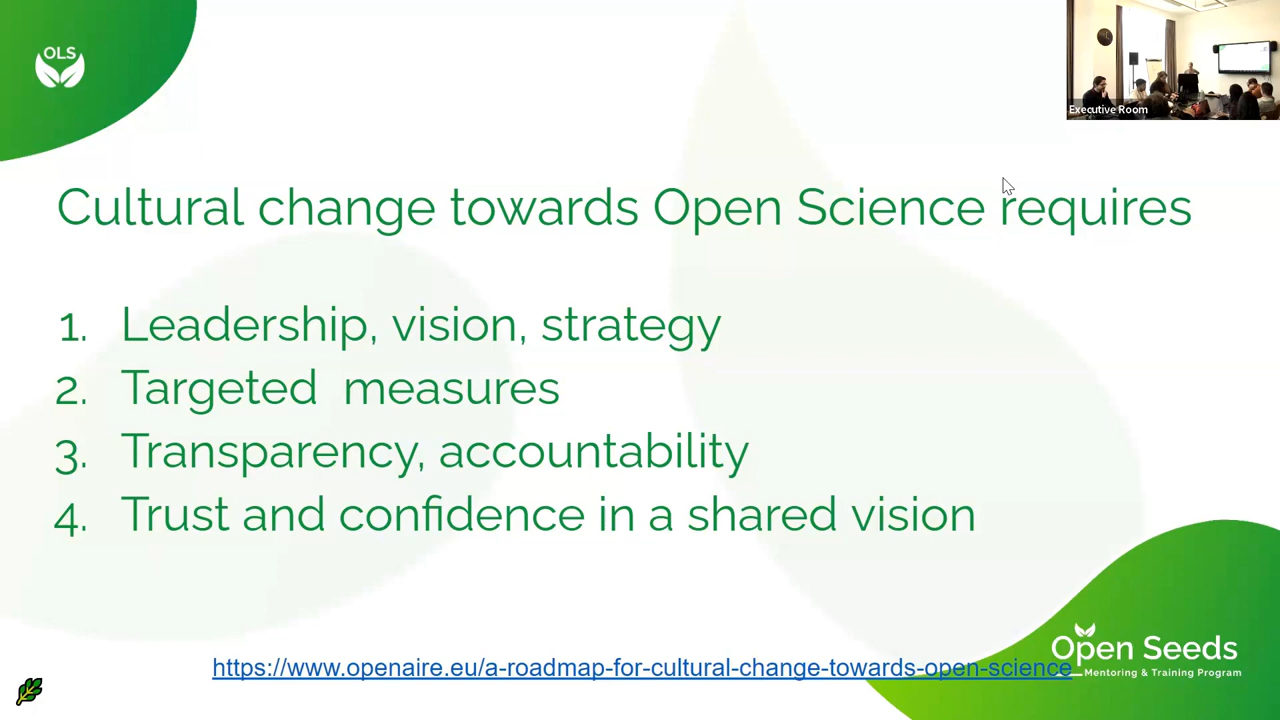 OLS
Executive Room
Cultural change towards Open Science requires
1. Leadership, vision, strategy
2. Targeted  measures
3. Transparency, accountability
4. Trust and confidence in a shared vision
https://www.openaire.eu/a-roadmap-for-cultural-change-towards-open-science
Open Seeds
Mentoring & Training Program